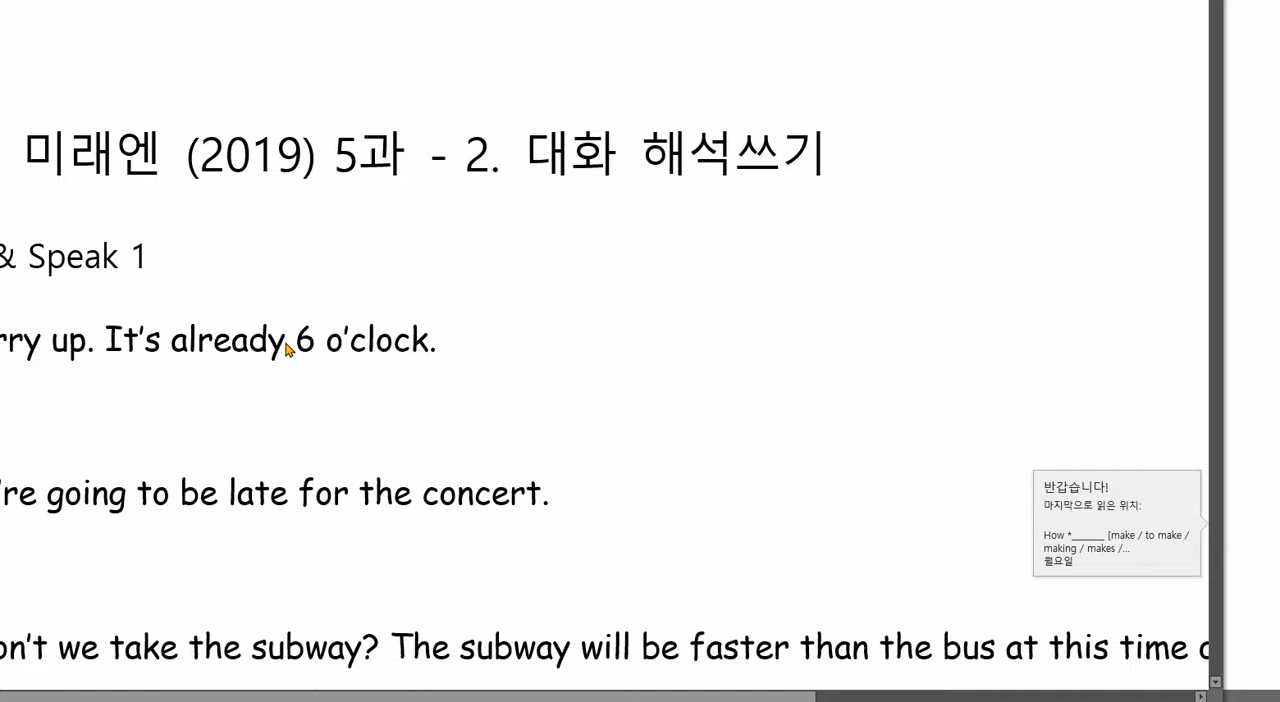 미래엔 (2019) 5과 - 2. 대화 해석쓰기
& Speak 1
rry up. It's already 6 o'clock.
're going to be late for the concert.
반갑습니다!
마지막으로 읽은 위치:
How *______ [make / to make /
making / makes /...
월요일
on't we take the subway? The subway will be faster than the bus at this time